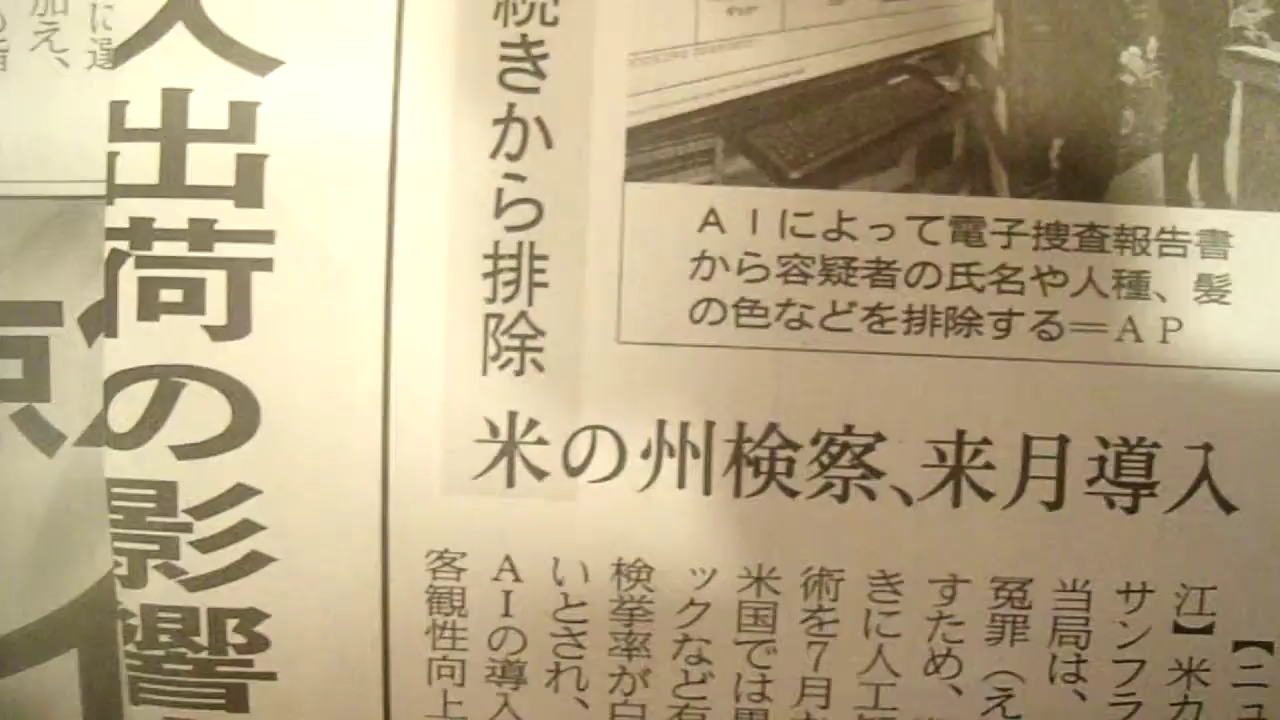 続きから排除
AIによって電子捜査報告書
から容疑者の氏名や人種、髪
の色などを排除する＝AP
米の州検察、来月導入
【ニュ
江】米カ
サンフラ
当局は、
冤罪（え
すため、
きに人工
術を7月
米国では黒
ックなど有
検挙率が白
いとされ、
AIの導入
客観性向上
入出荷の影響
に逞
加え、